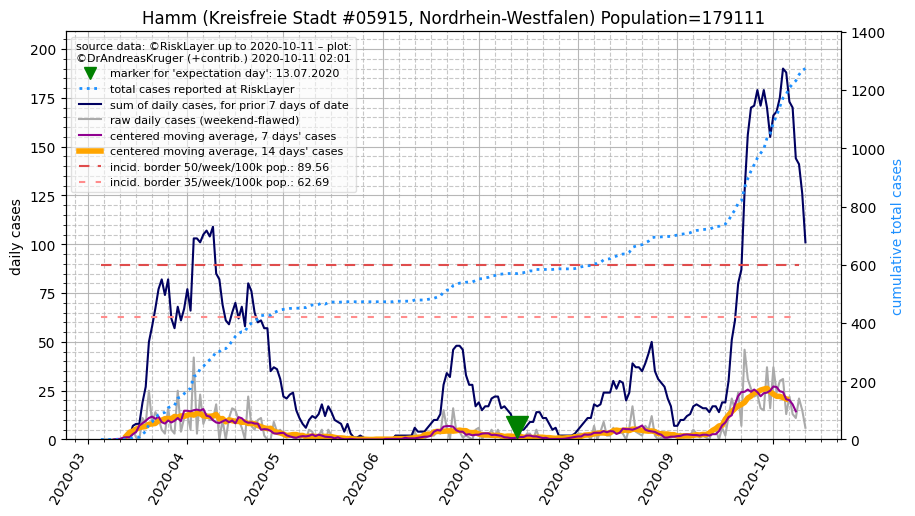 Hamm (Kreisfreie Stadt #05915, Nordrhein-Westfalen) Population=179111
source data: ©RiskLayer up to 2020-10-11 – plot:
©DrAndreasKruger (+contrib.) 2020-10-11 02:01
marker for 'expectation day': 13.07.2020
total cases reported at RiskLayer
sum of daily cases, for prior 7 days of date
raw daily cases (weekend-flawed)
centered moving average, 7 days' cases
centered moving average, 14 days' cases
incid. border 50/week/100k pop.: 89.56
incid. border 35/week/100k pop.: 62.69
daily cases
200
175
150
125
100
75
50
25
0
cumulative total cases
1400
1200
1000
800
600
400
200
0
2020-03
2020-04
2020-05
2020-06
2020-07
2020-08
2020-09
2020-10